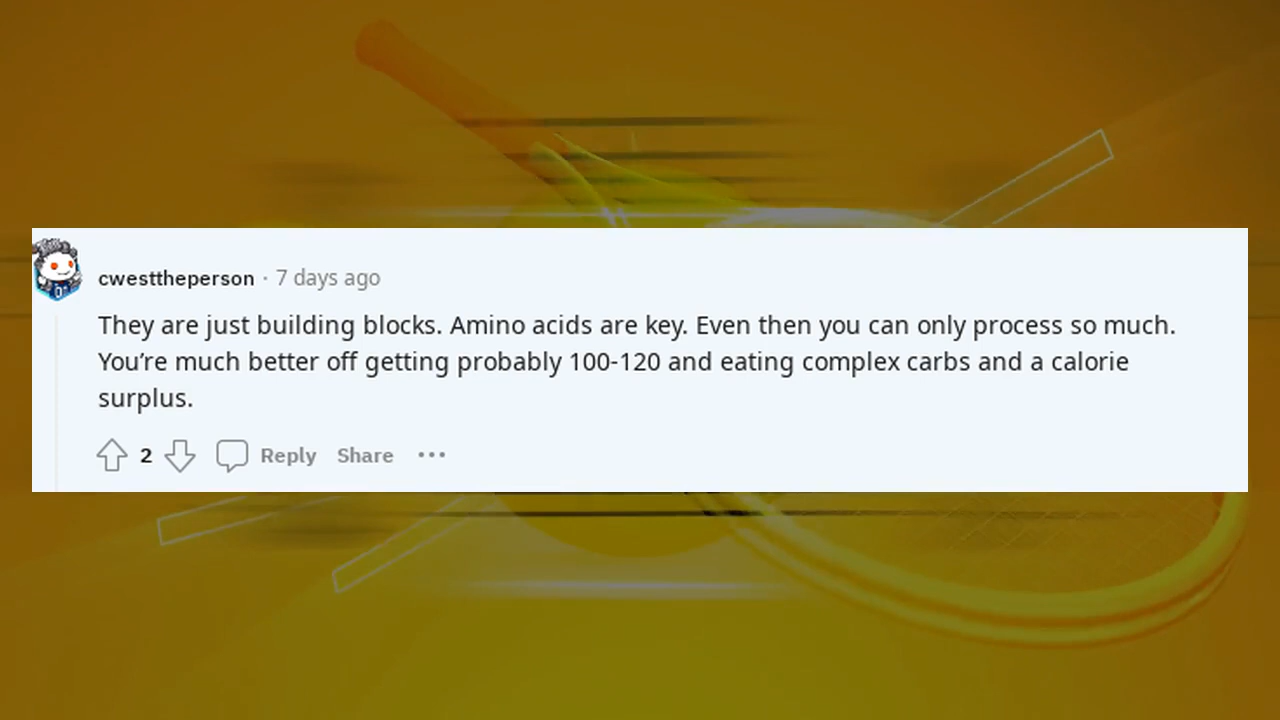 cwesttheperson · 7 days ago
They are just building blocks. Amino acids are key. Even then you can only process so much.
You’re much better off getting probably 100-120 and eating complex carbs and a calorie
surplus.
2 Reply Share ···